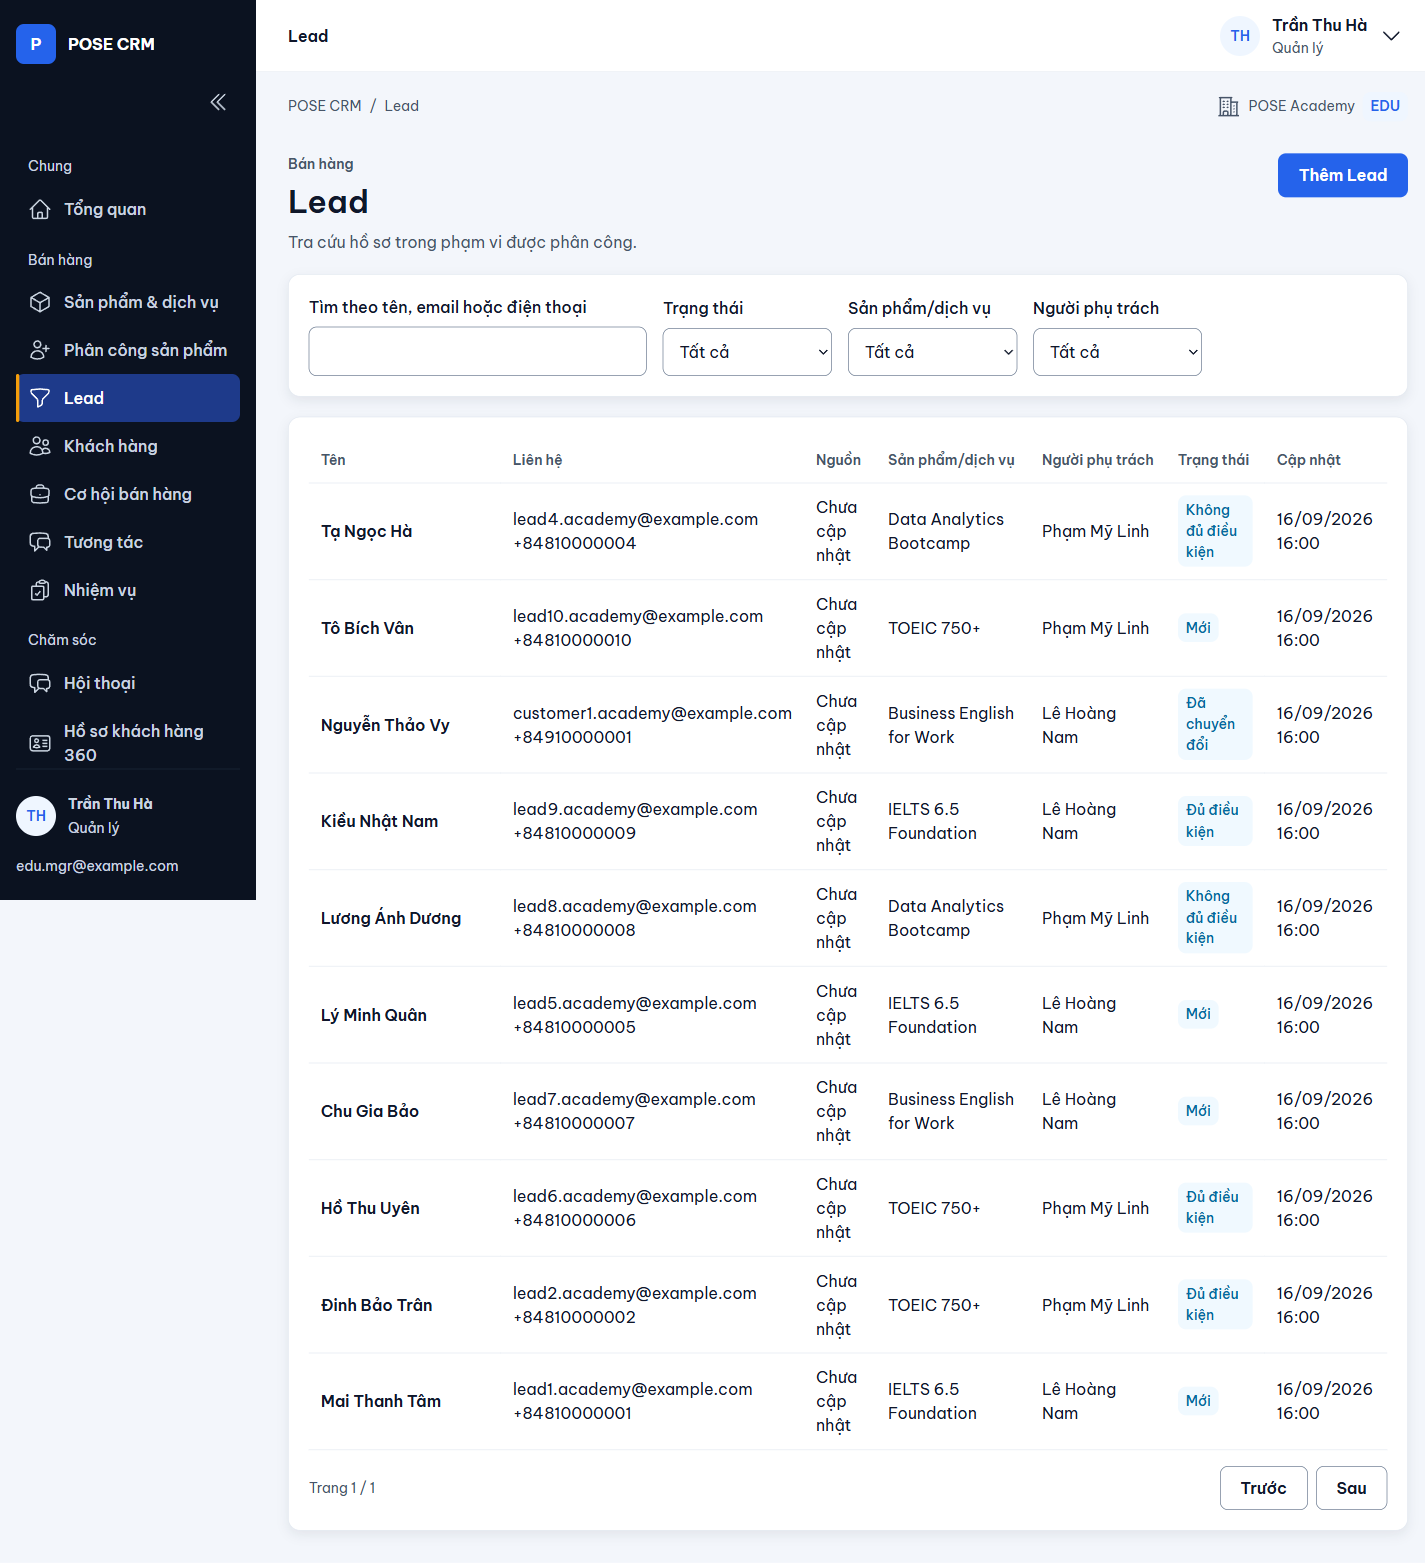 P POSE CRM
Chung
Tổng quan
Bán hàng
Sản phẩm & dịch vụ
Phân công sản phẩm
Lead
Khách hàng
Cơ hội bán hàng
Tương tác
Nhiệm vụ
Chăm sóc
Hội thoại
Hồ sơ khách hàng
360
TH Trần Thu Hà
Quản lý
edu.mgr@example.com
Lead
TH Trần Thu Hà
Quản lý
POSE CRM / Lead
POSE Academy EDU
Bán hàng
Lead
Tra cứu hồ sơ trong phạm vi được phân công.
Thêm Lead
Tìm theo tên, email hoặc điện thoại
Trạng thái
Tất cả
Sản phẩm/dịch vụ
Tất cả
Người phụ trách
Tất cả
Tên Liên hệ Nguồn Sản phẩm/dịch vụ Người phụ trách Trạng thái Cập nhật
Tạ Ngọc Hà
lead4.academy@example.com
+84810000004
Chưa
cập
nhật
Data Analytics
Bootcamp
Phạm Mỹ Linh
Không
đủ điều
kiện
16/09/2026
16:00
Tô Bích Vân
lead10.academy@example.com
+84810000010
Chưa
cập
nhật
TOEIC 750+
Phạm Mỹ Linh
Mới
16/09/2026
16:00
Nguyễn Thảo Vy
customer1.academy@example.com
+84910000001
Chưa
cập
nhật
Business English
for Work
Lê Hoàng
Nam
Đã
chuyển
đổi
16/09/2026
16:00
Kiều Nhật Nam
lead9.academy@example.com
+84810000009
Chưa
cập
nhật
IELTS 6.5
Foundation
Lê Hoàng
Nam
Đủ điều
kiện
16/09/2026
16:00
Lương Ánh Dương
lead8.academy@example.com
+84810000008
Chưa
cập
nhật
Data Analytics
Bootcamp
Phạm Mỹ Linh
Không
đủ điều
kiện
16/09/2026
16:00
Lý Minh Quân
lead5.academy@example.com
+84810000005
Chưa
cập
nhật
IELTS 6.5
Foundation
Lê Hoàng
Nam
Mới
16/09/2026
16:00
Chu Gia Bảo
lead7.academy@example.com
+84810000007
Chưa
cập
nhật
Business English
for Work
Lê Hoàng
Nam
Mới
16/09/2026
16:00
Hồ Thu Uyên
lead6.academy@example.com
+84810000006
Chưa
cập
nhật
TOEIC 750+
Phạm Mỹ Linh
Đủ điều
kiện
16/09/2026
16:00
Đinh Bảo Trân
lead2.academy@example.com
+84810000002
Chưa
cập
nhật
TOEIC 750+
Phạm Mỹ Linh
Đủ điều
kiện
16/09/2026
16:00
Mai Thanh Tâm
lead1.academy@example.com
+84810000001
Chưa
cập
nhật
IELTS 6.5
Foundation
Lê Hoàng
Nam
Mới
16/09/2026
16:00
Trang 1 / 1
Trước
Sau